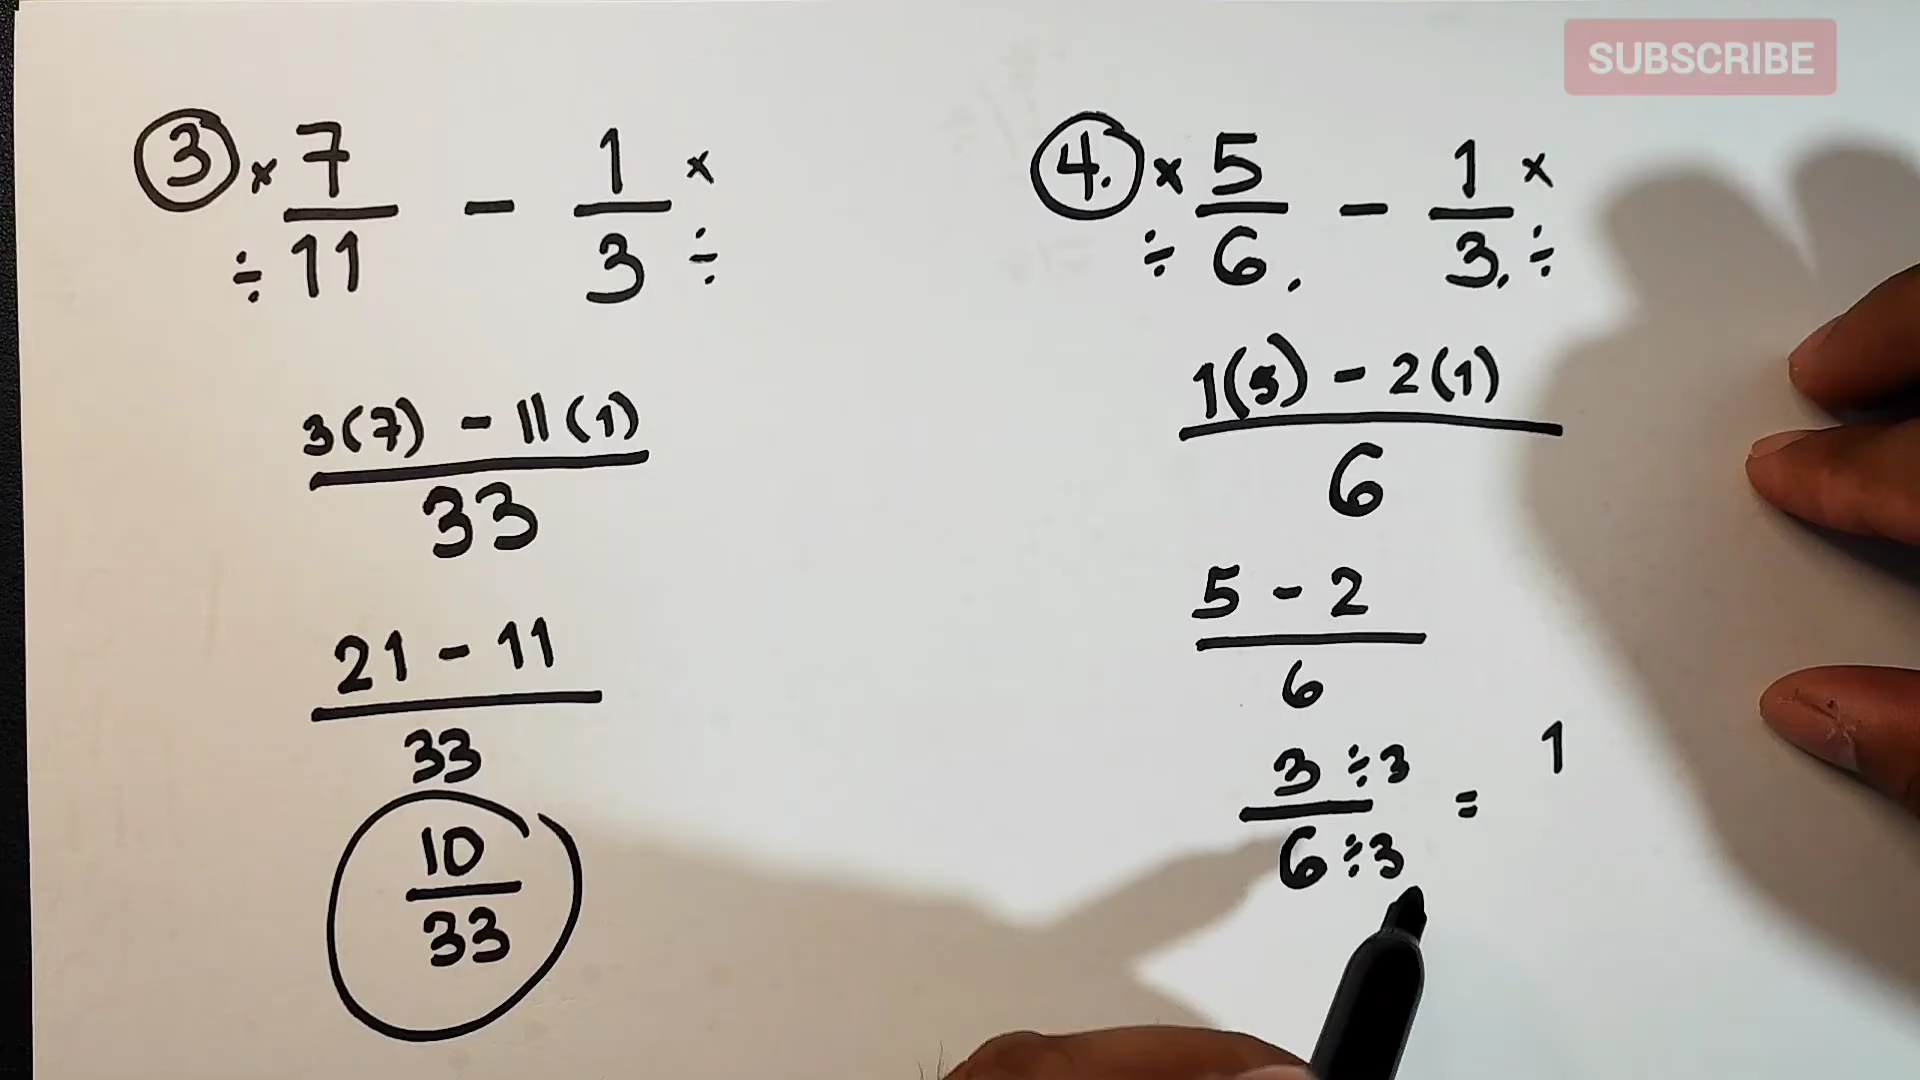 SUBSCRIBE
③ × 7/11 - 1/3 ×
÷ ÷
3(7) - 11(1)
33
21 - 11
33
10
33
④. × 5/6. - 1/3. ×
÷ ÷
1(5) - 2(1)
6
5 - 2
6
3 ÷3 = 1
6 ÷3